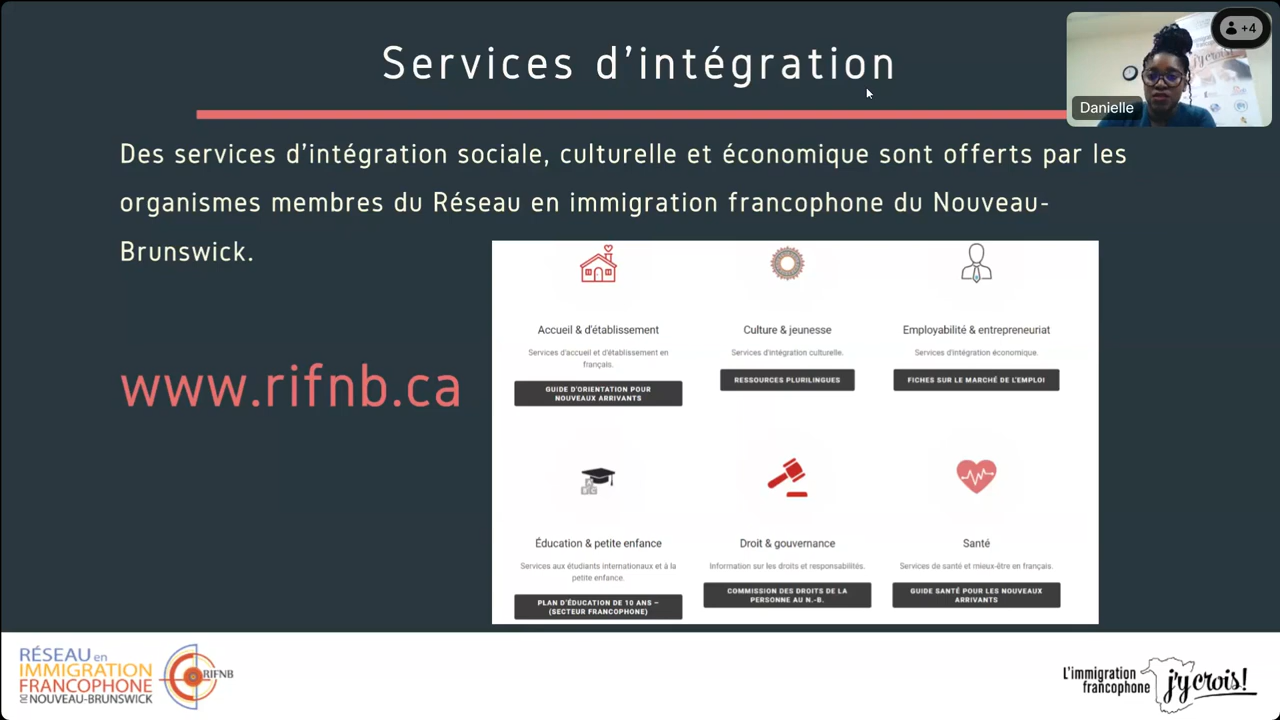 Services d'intégration
+4
Danielle
j'y crois!
Des services d'intégration sociale, culturelle et économique sont offerts par les
organismes membres du Réseau en immigration francophone du Nouveau-
Brunswick.
www.rifnb.ca
Accueil & d'établissement
Services d'accueil et d'établissement en
français.
GUIDE D'ORIENTATION POUR
NOUVEAUX ARRIVANTS
Culture & jeunesse
Services d'intégration culturelle.
RESSOURCES PLURILINGUES
Employabilité & entrepreneuriat
Services d'intégration économique.
FICHES SUR LE MARCHÉ DE L'EMPLOI
Éducation & petite enfance
Services aux étudiants internationaux et à la
petite enfance.
PLAN D'ÉDUCATION DE 10 ANS –
(SECTEUR FRANCOPHONE)
Droit & gouvernance
Information sur les droits et responsabilités.
COMMISSION DES DROITS DE LA
PERSONNE AU N.-B.
Santé
Services de santé et mieux-être en français.
GUIDE SANTÉ POUR LES NOUVEAUX
ARRIVANTS
RÉSEAU en
IMMIGRATION
FRANCOPHONE
DU NOUVEAU-BRUNSWICK
RIFNB
L'immigration
francophone
j'y crois!